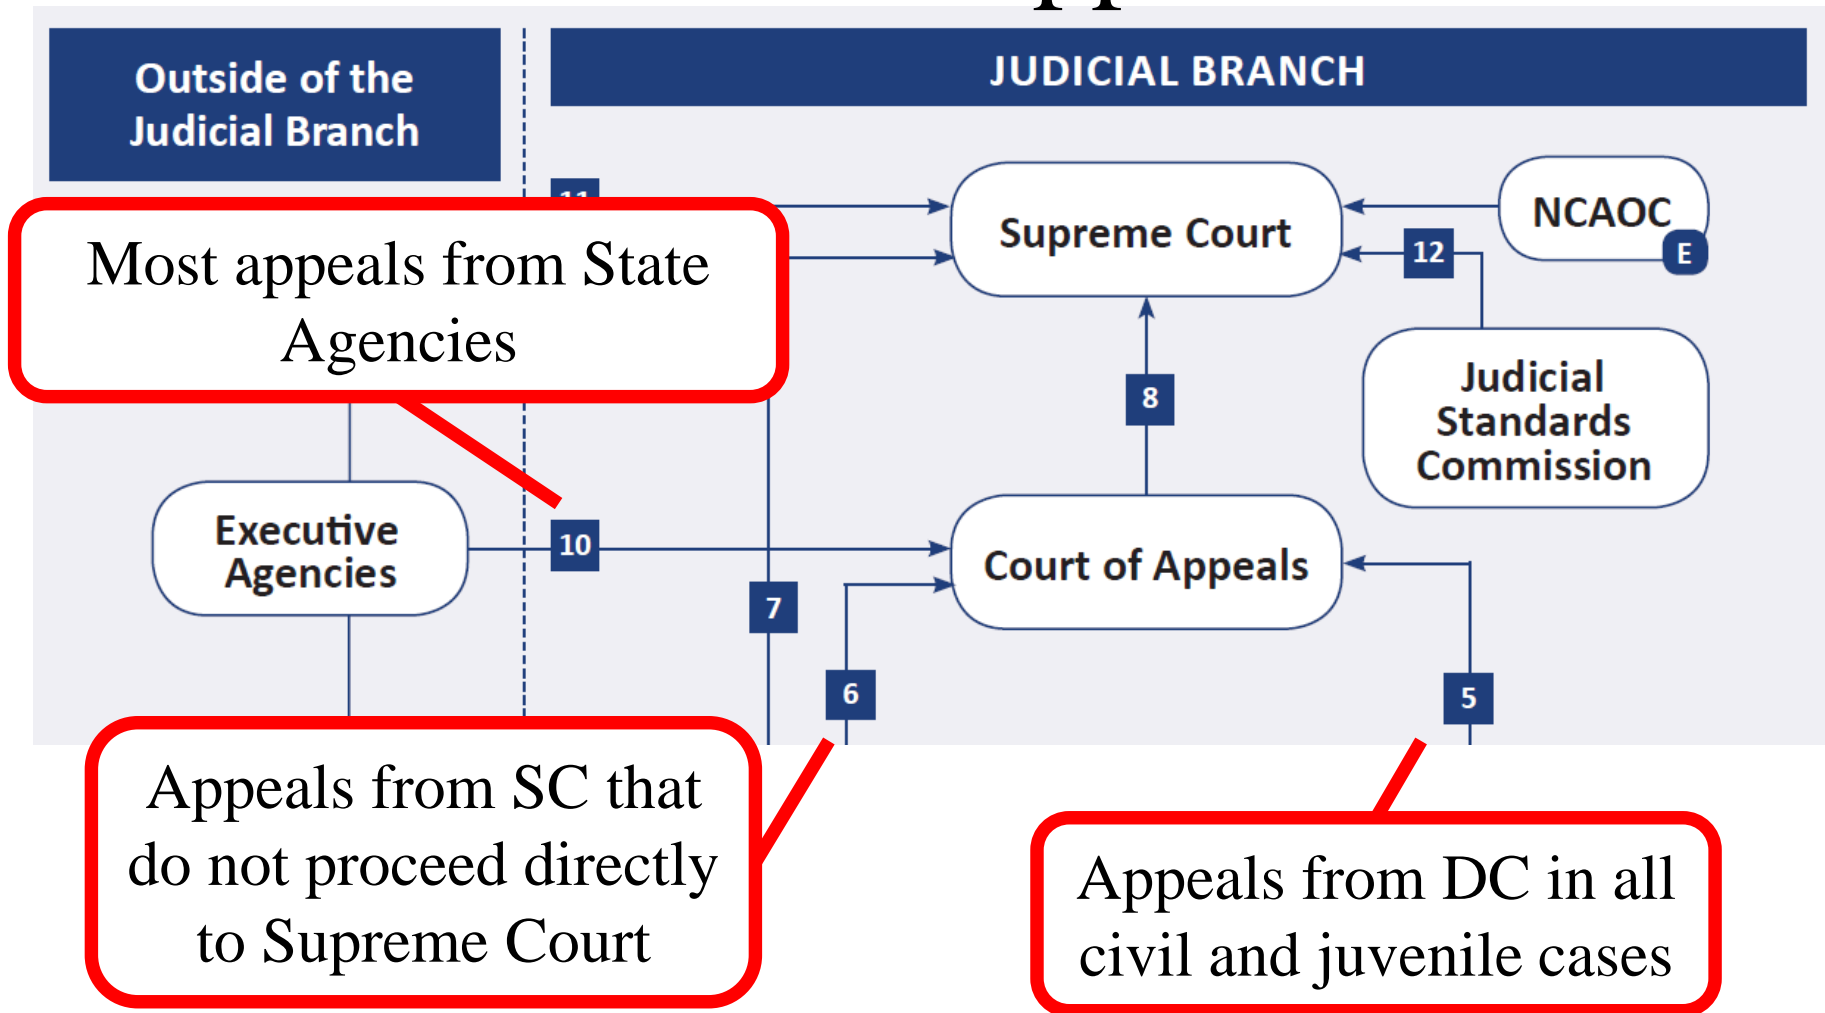 Outside of the
Judicial Branch
JUDICIAL BRANCH
11
Most appeals from State
Agencies
Supreme Court
NCAOC
E
12
8
Judicial
Standards
Commission
Executive
Agencies
10
Court of Appeals
7
6
5
Appeals from SC that
do not proceed directly
to Supreme Court
Appeals from DC in all
civil and juvenile cases